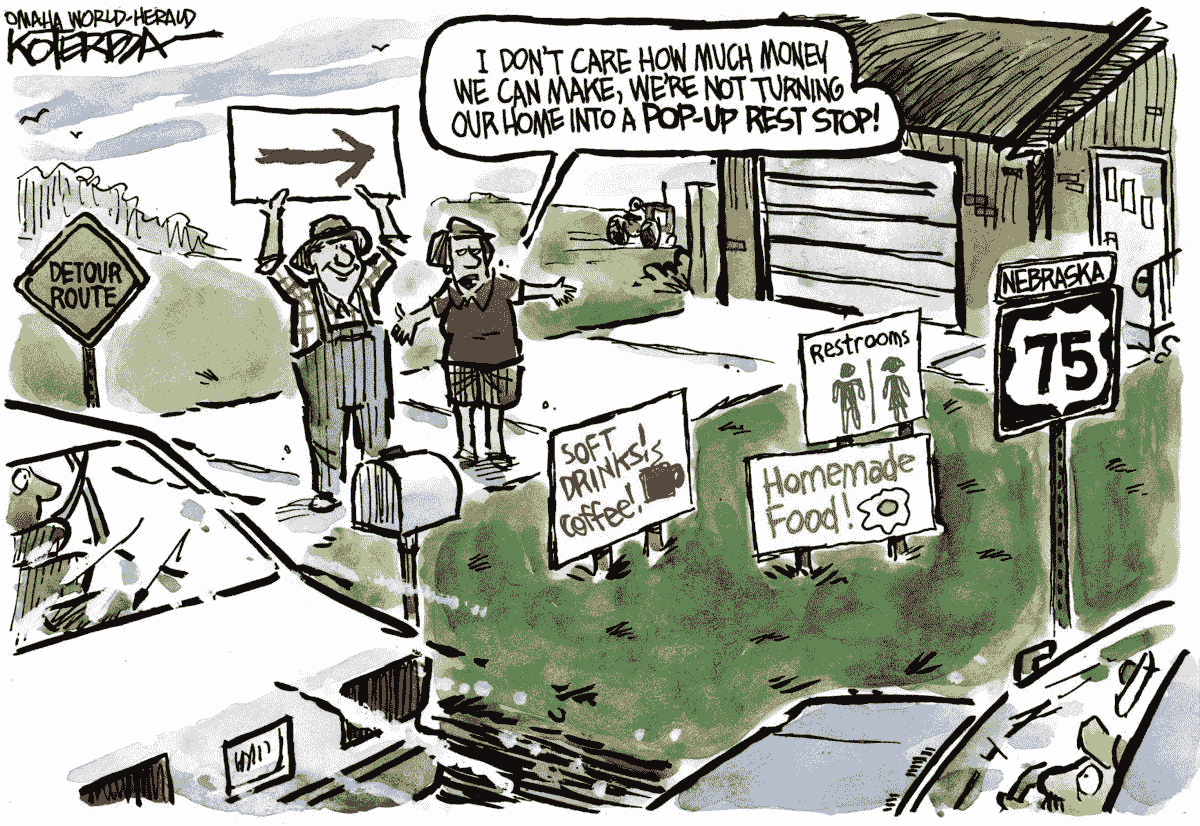 OMAHA WORLD-HERALD
KOTERBA
I DON'T CARE HOW MUCH MONEY
WE CAN MAKE, WE'RE NOT TURNING
OUR HOME INTO A POP-UP REST STOP!
DETOUR
ROUTE
NEBRASKA
75
Restrooms
SOFT
DRINKS!
Coffee!
Homemade
Food!